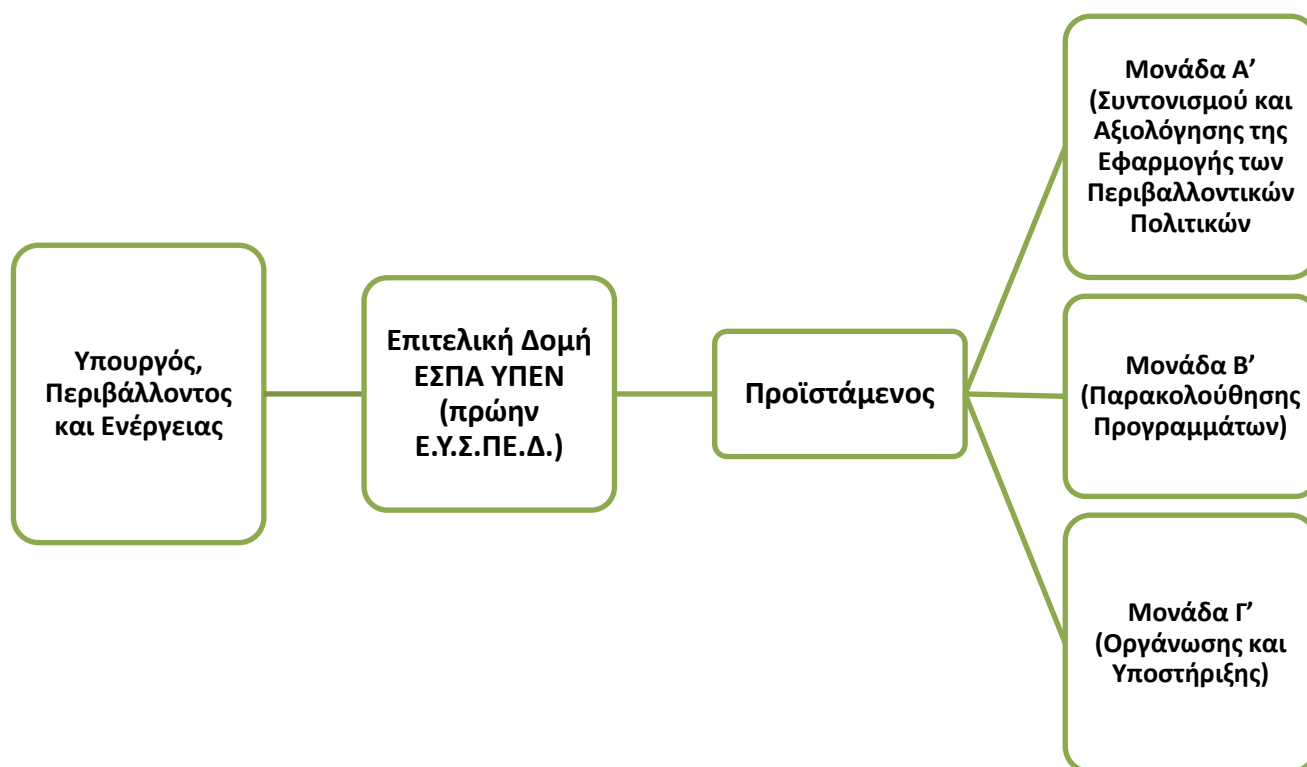 Υπουργός,
Περιβάλλοντος
και Ενέργειας
Επιτελική Δομή
ΕΣΠΑ ΥΠΕΝ
(πρώην
Ε.Υ.Σ.ΠΕ.Δ.)
Προϊστάμενος
Μονάδα Α’
(Συντονισμού και
Αξιολόγησης της
Εφαρμογής των
Περιβαλλοντικών
Πολιτικών
Μονάδα Β’
(Παρακολούθησης
Προγραμμάτων)
Μονάδα Γ’
(Οργάνωσης και
Υποστήριξης)